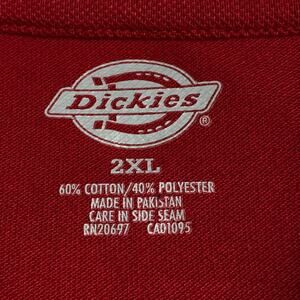 Dickies®
2XL
60% COTTON/40% POLYESTER
MADE IN PAKISTAN
CARE IN SIDE SEAM
RN20697 CA01095